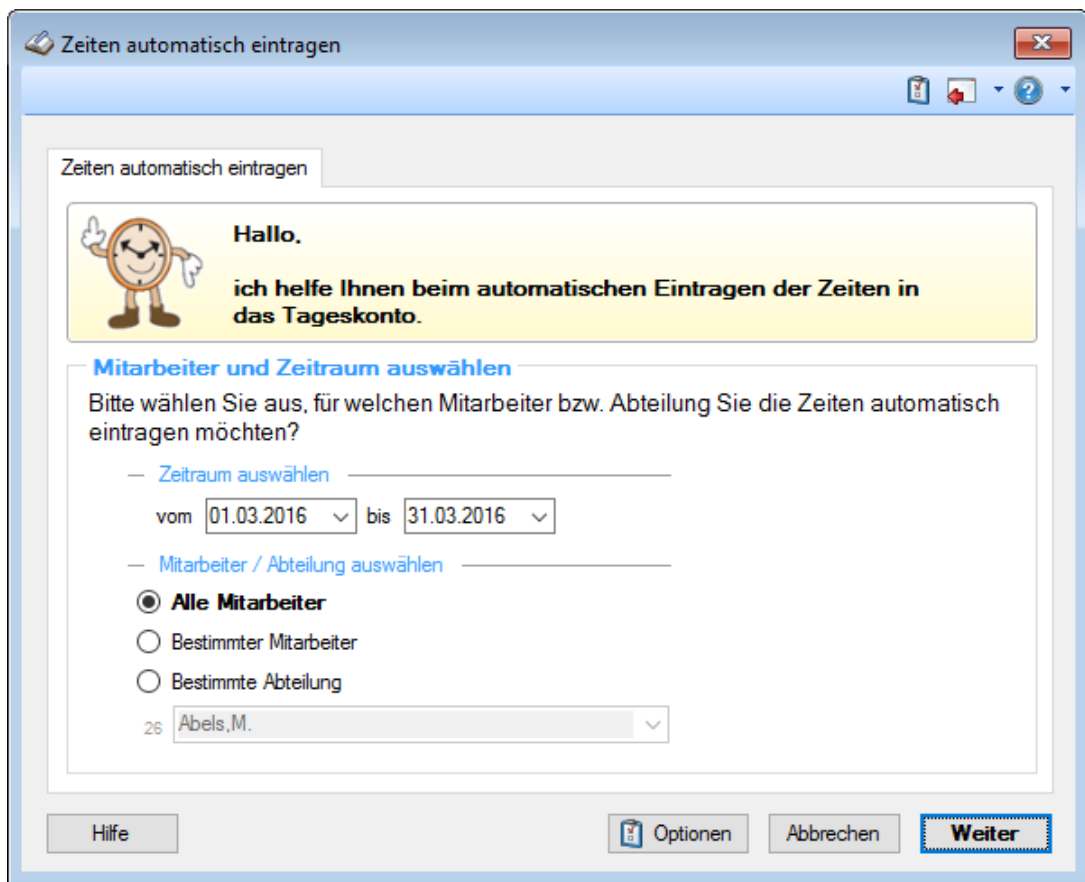 Zeiten automatisch eintragen
Zeiten automatisch eintragen
Hallo,
ich helfe Ihnen beim automatischen Eintragen der Zeiten in
das Tageskonto.
Mitarbeiter und Zeitraum auswählen
Bitte wählen Sie aus, für welchen Mitarbeiter bzw. Abteilung Sie die Zeiten automatisch
eintragen möchten?
Zeitraum auswählen
vom 01.03.2016 bis 31.03.2016
Mitarbeiter / Abteilung auswählen
Alle Mitarbeiter
Bestimmter Mitarbeiter
Bestimmte Abteilung
26 Abels,M.
Hilfe Optionen Abbrechen Weiter